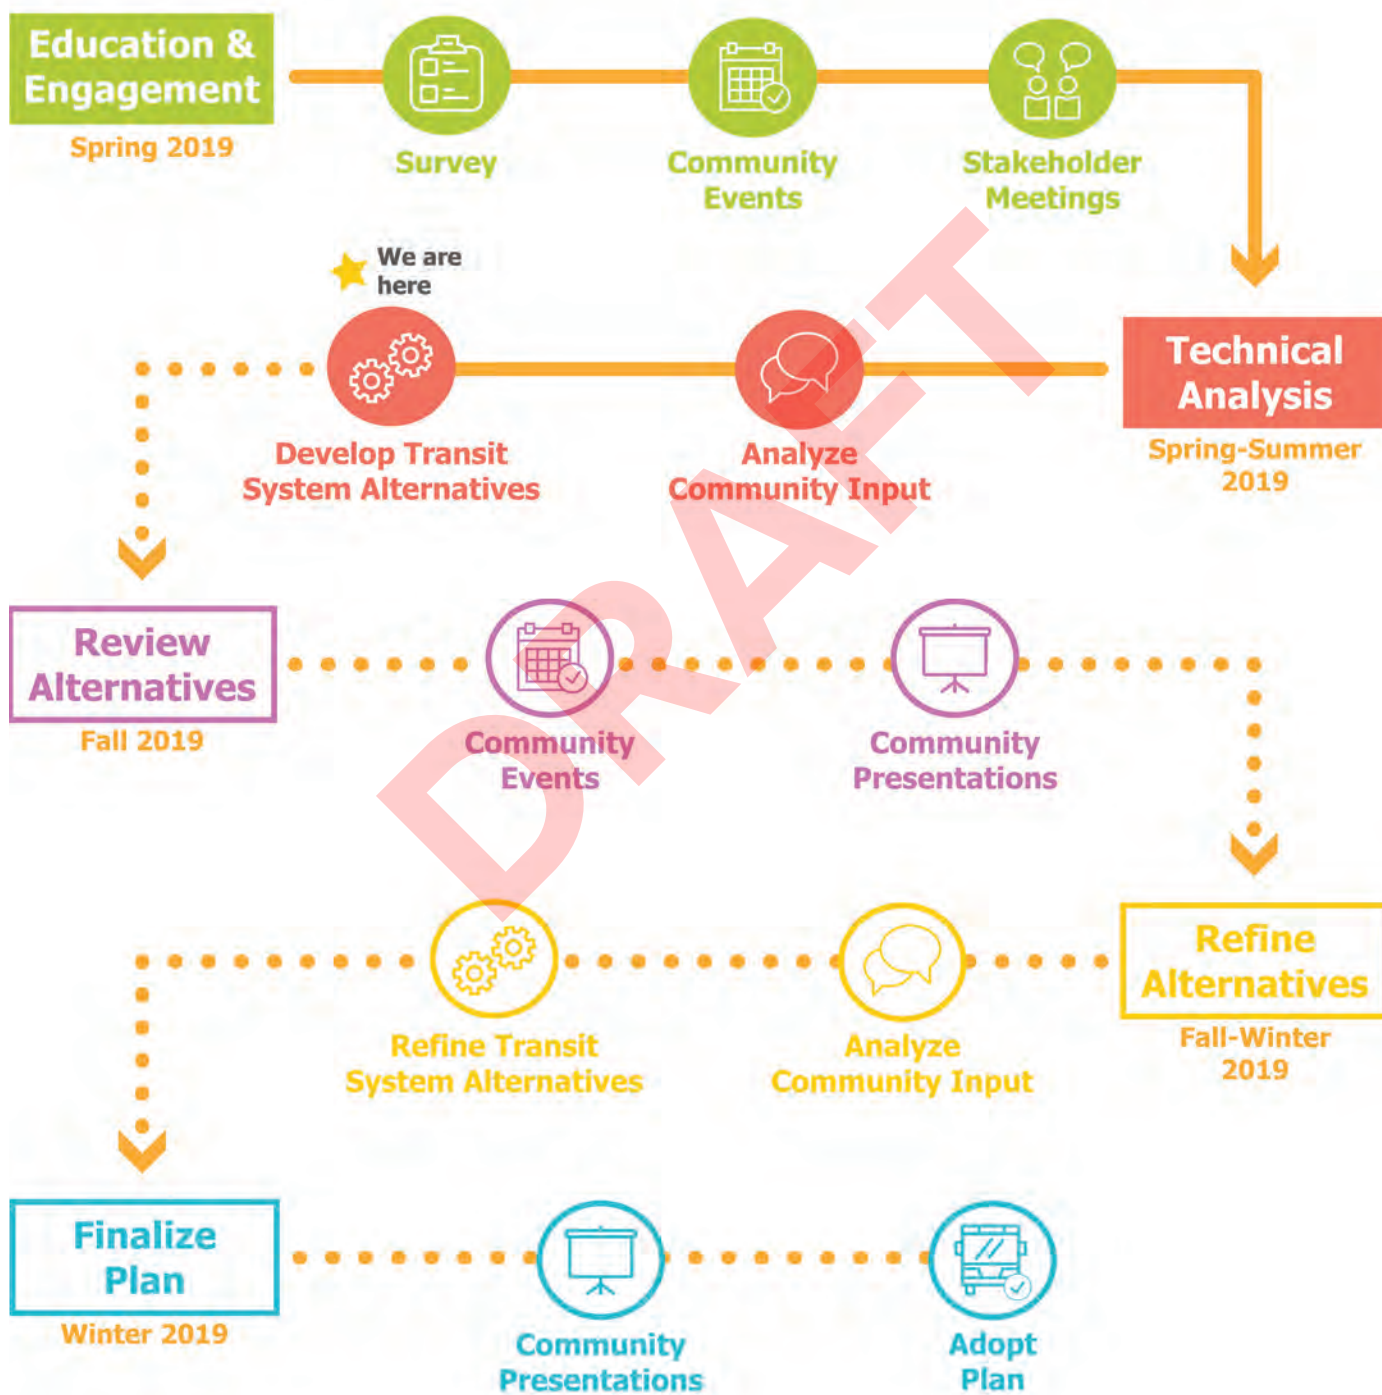 Education &
Engagement
Spring 2019
Survey
Community
Events
Stakeholder
Meetings
We are
here
Technical
Analysis
Spring-Summer
2019
Analyze
Community Input
Develop Transit
System Alternatives
Review
Alternatives
Fall 2019
Community
Events
Community
Presentations
Refine
Alternatives
Fall-Winter
2019
Analyze
Community Input
Refine Transit
System Alternatives
Finalize
Plan
Winter 2019
Community
Presentations
Adopt
Plan
DRAFT